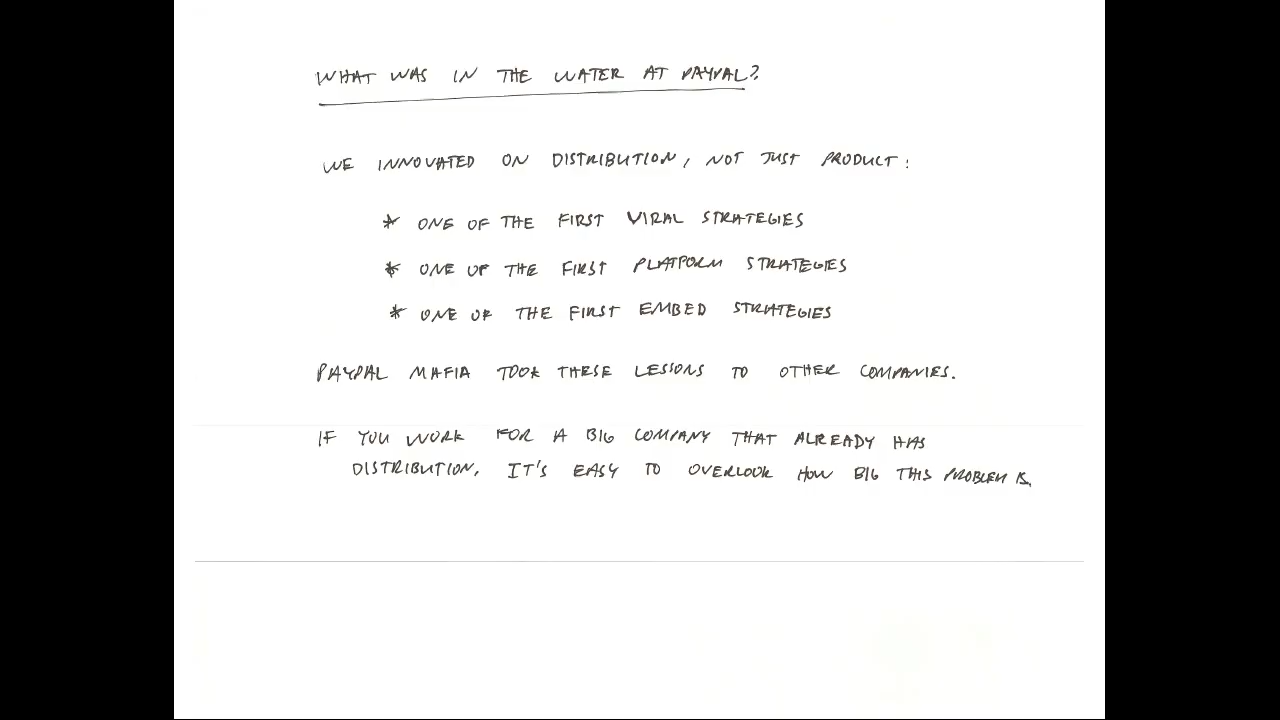 WHAT WAS IN THE WATER AT PAYPAL?
WE INNOVATED ON DISTRIBUTION, NOT JUST PRODUCT:
* ONE OF THE FIRST VIRAL STRATEGIES
* ONE OF THE FIRST PLATFORM STRATEGIES
* ONE OF THE FIRST EMBED STRATEGIES
PAYPAL MAFIA TOOK THESE LESSONS TO OTHER COMPANIES.
IF YOU WORK FOR A BIG COMPANY THAT ALREADY HAS
DISTRIBUTION, IT'S EASY TO OVERLOOK HOW BIG THIS PROBLEM IS.